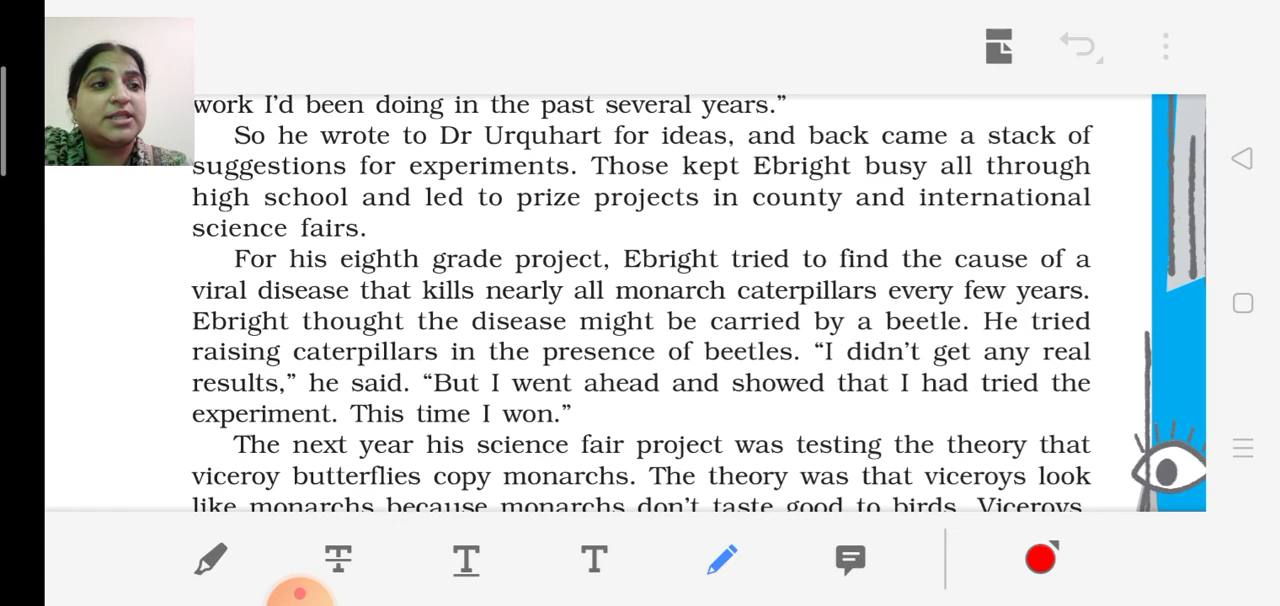 work I’d been doing in the past several years.”
So he wrote to Dr Urquhart for ideas, and back came a stack of
suggestions for experiments. Those kept Ebright busy all through
high school and led to prize projects in county and international
science fairs.
For his eighth grade project, Ebright tried to find the cause of a
viral disease that kills nearly all monarch caterpillars every few years.
Ebright thought the disease might be carried by a beetle. He tried
raising caterpillars in the presence of beetles. “I didn’t get any real
results,” he said. “But I went ahead and showed that I had tried the
experiment. This time I won.”
The next year his science fair project was testing the theory that
viceroy butterflies copy monarchs. The theory was that viceroys look
like monarchs because monarchs don’t taste good to birds. Viceroys,
T T T